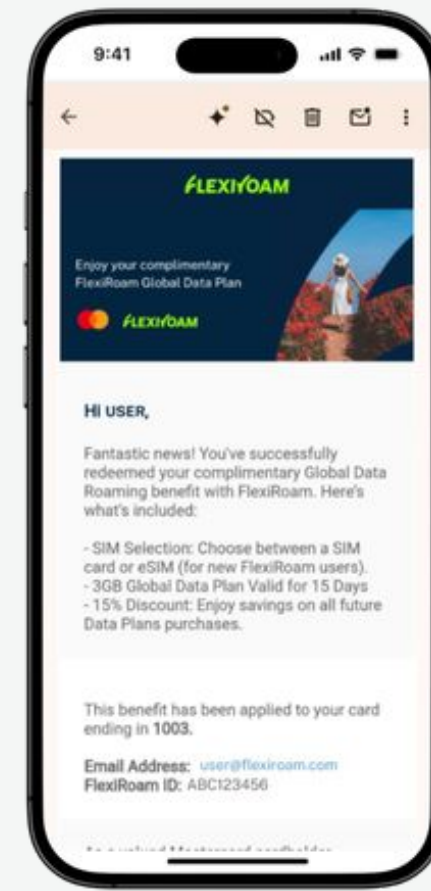 9:41
FLEXIROAM
Enjoy your complimentary
FlexiRoam Global Data Plan
FLEXIROAM
Hi USER,
Fantastic news! You've successfully
redeemed your complimentary Global Data
Roaming benefit with FlexiRoam. Here's
what's included:
- SIM Selection: Choose between a SIM
card or eSIM (for new FlexiRoam users).
- 3GB Global Data Plan Valid for 15 Days
- 15% Discount: Enjoy savings on all future
Data Plans purchases.
This benefit has been applied to your card
ending in 1003.
Email Address: user@flexiroam.com
FlexiRoam ID: ABC123456
As a valued Mastercard cardholder